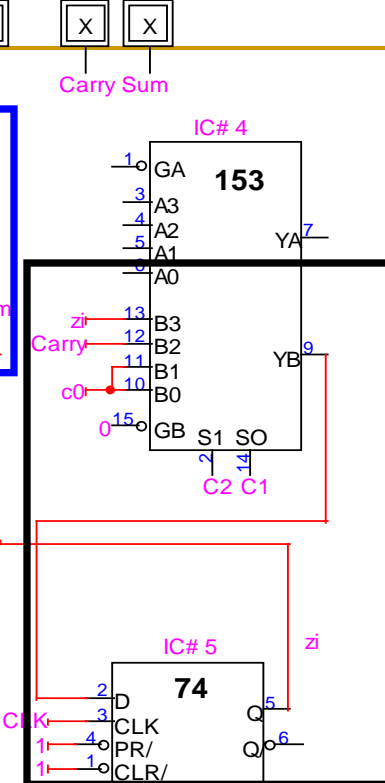 X X
Carry Sum
IC# 4
153
1 GA
3 A3
4 A2
5 A1
6 A0
YA 7
m
zi 13 B3
Carry 12 B2
11 B1
c0 10 B0
YB 9
0 15 GB
S1 SO
2 14
C2 C1
IC# 5
zi
74
2 D
Q 5
CLK 3 CLK
1 4 PR/
Q/ 6
1 1 CLR/